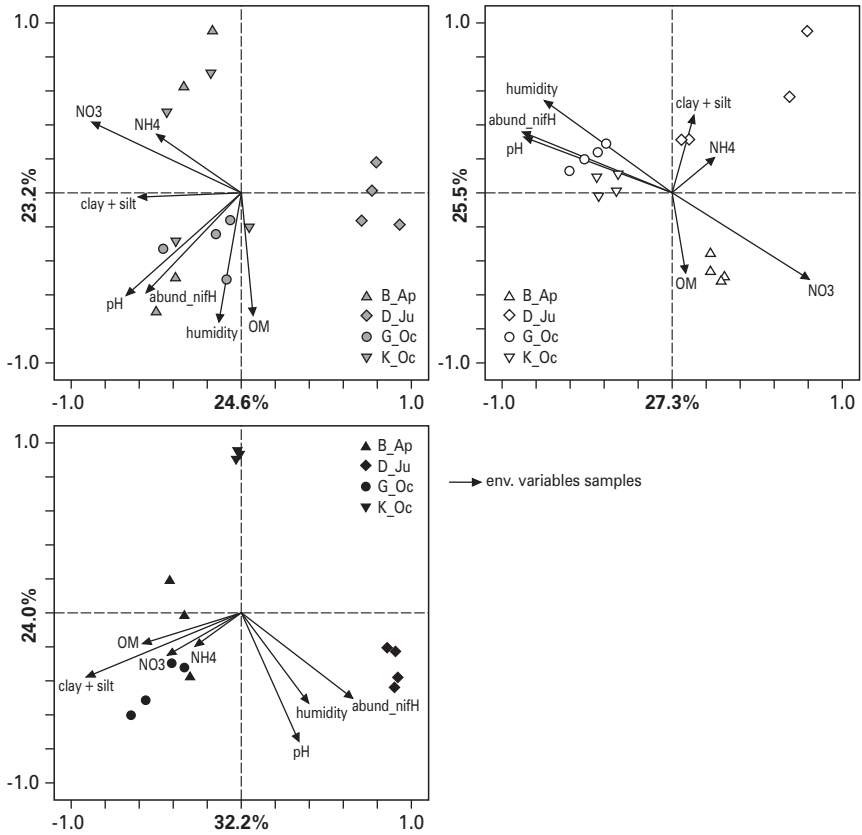 1.0
NO3
NH4
clay + silt
23.2%
pH
abund_nifH
humidity
OM
B_Ap
D_Ju
G_Oc
K_Oc
-1.0
-1.0
24.6%
1.0
1.0
humidity
abund_nifH
pH
clay + silt
NH4
25.5%
OM
NO3
B_Ap
D_Ju
G_Oc
K_Oc
-1.0
-1.0
27.3%
1.0
1.0
B_Ap
D_Ju
G_Oc
K_Oc
24.0%
OM
NO3
NH4
clay + silt
humidity
abund_nifH
pH
-1.0
-1.0
32.2%
1.0
env. variables samples